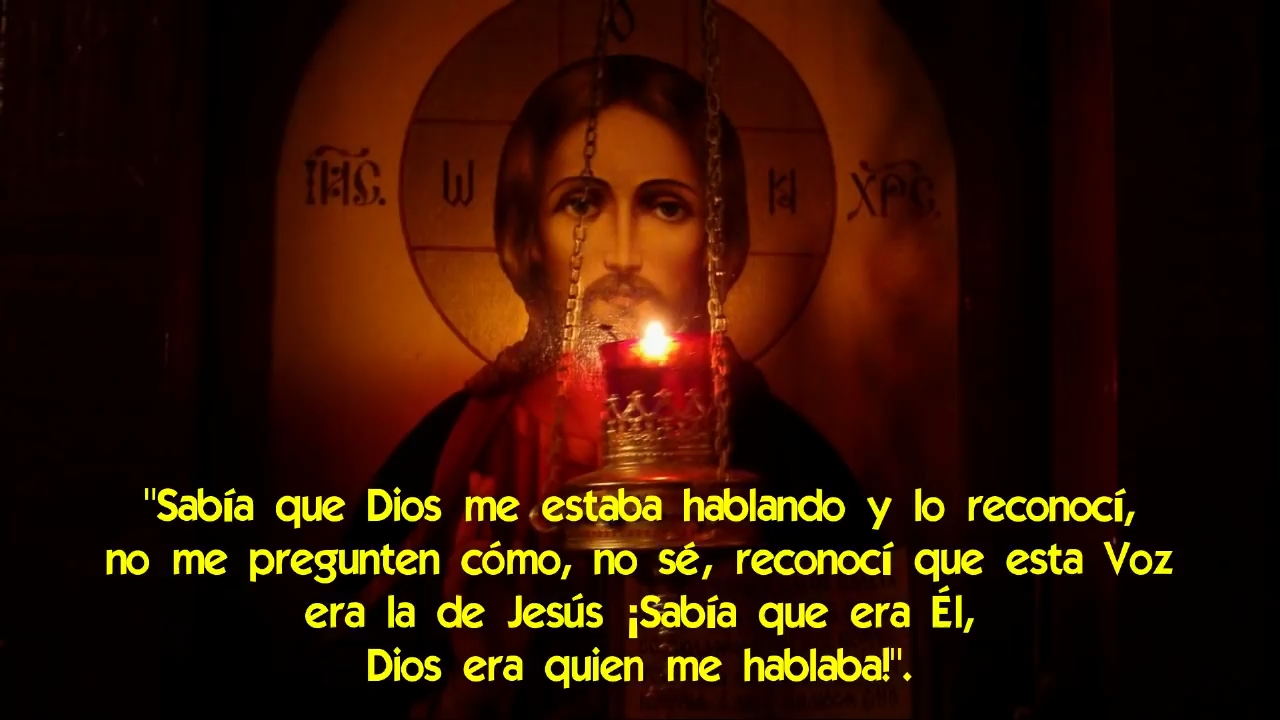 І҃ИС. Ѡ Н ХРС.
"Sabía que Dios me estaba hablando y lo reconocí,
no me pregunten cómo, no sé, reconocí que esta Voz
era la de Jesús ¡Sabía que era Él,
Dios era quien me hablaba!".